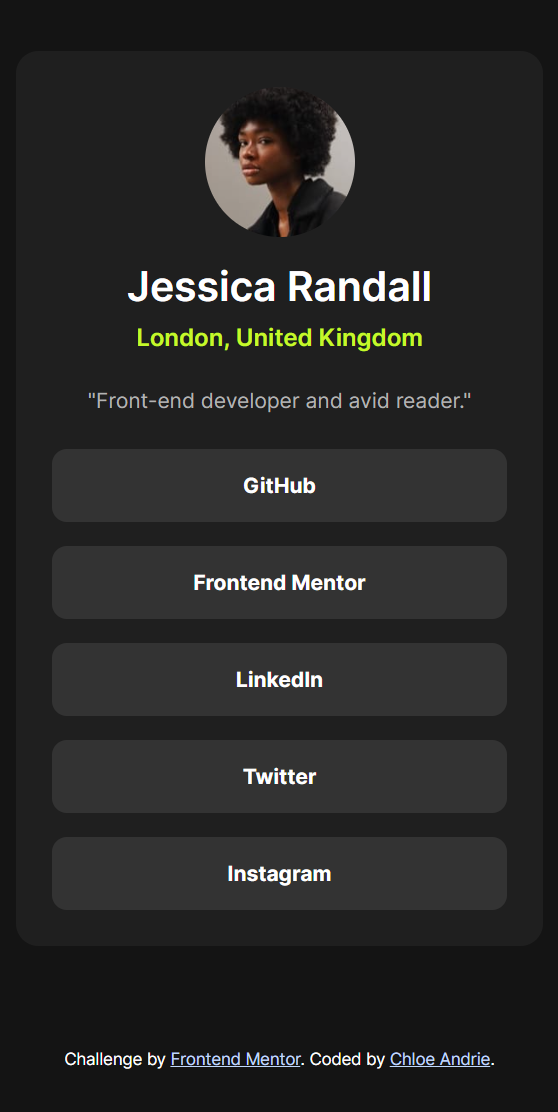 Jessica Randall
London, United Kingdom
"Front-end developer and avid reader."
GitHub
Frontend Mentor
LinkedIn
Twitter
Instagram
Challenge by Frontend Mentor. Coded by Chloe Andrie.